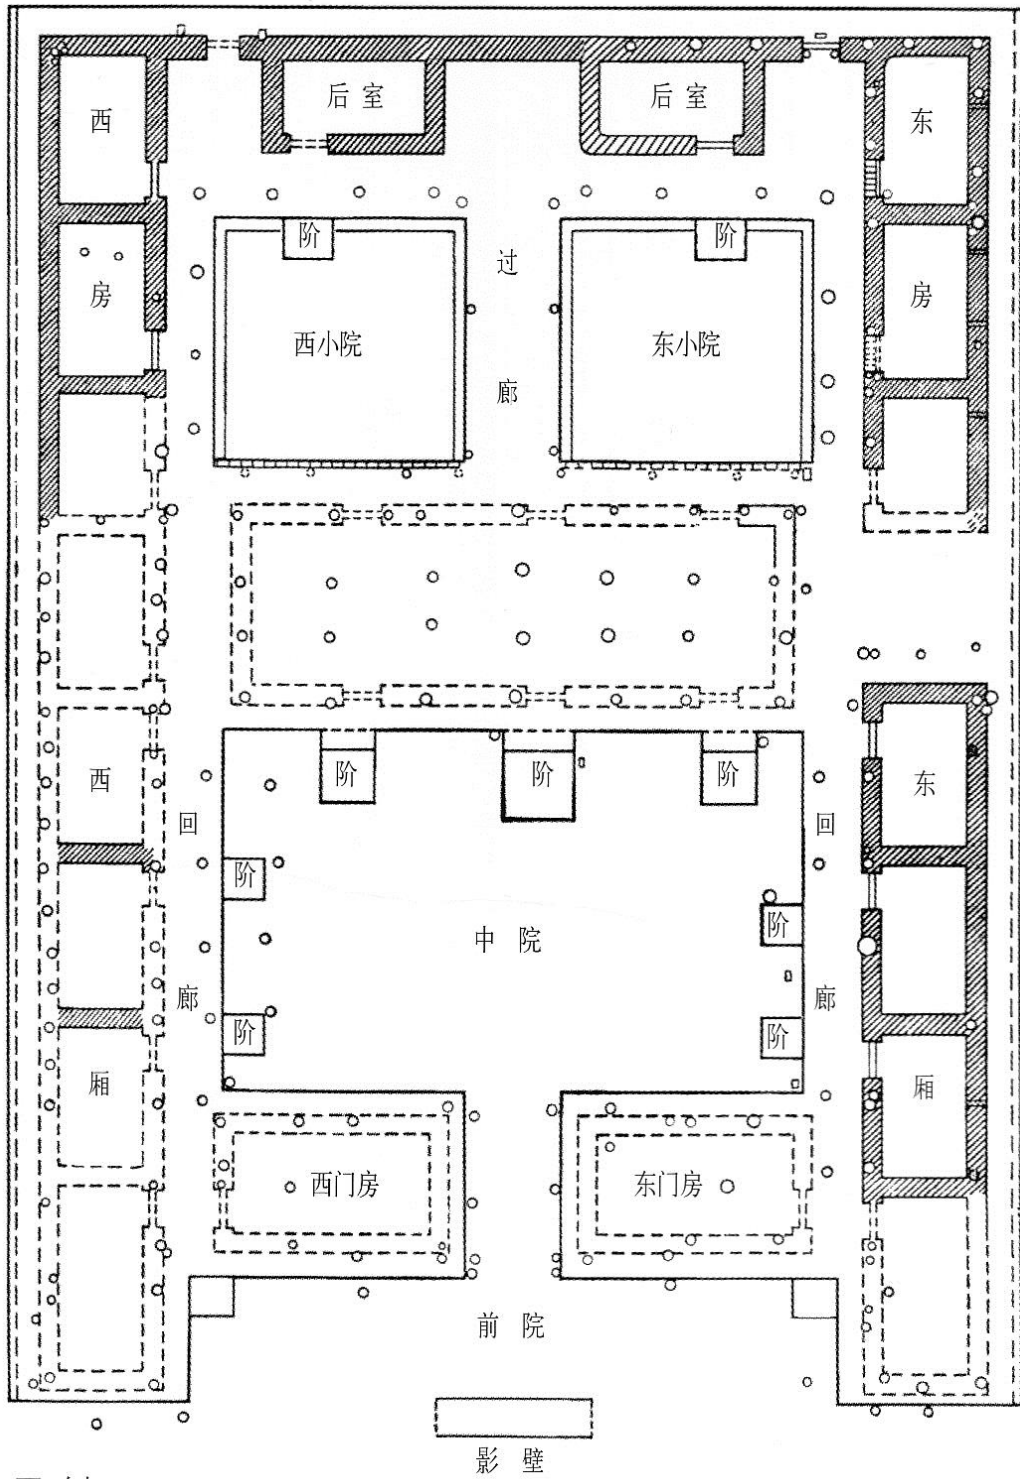 后室 后室
西 东
阶 阶
过
房 房
西小院 东小院
廊
阶 阶 阶
西 东
回 回
阶
阶
中院
廊 廊
阶 阶
厢 厢
西门房 东门房
前院
影壁